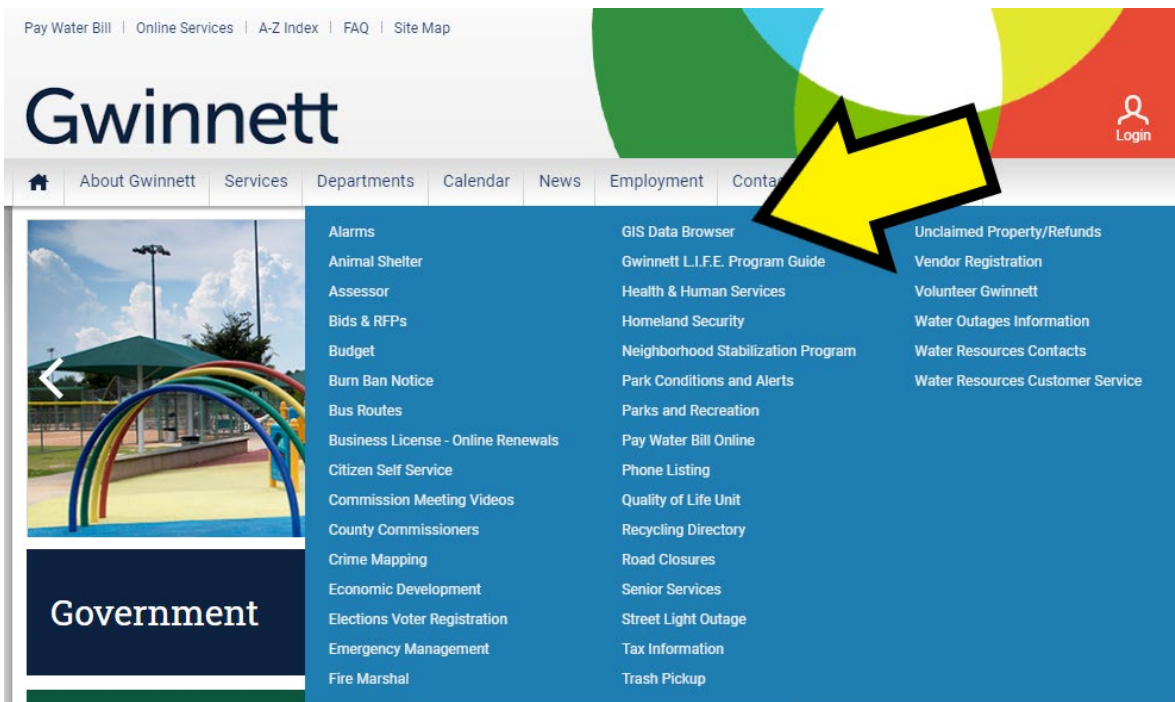 Pay Water Bill | Online Services | A-Z Index | FAQ | Site Map
Gwinnett
Login
About Gwinnett Services Departments Calendar News Employment
Alarms
Animal Shelter
Assessor
Bids & RFPs
Budget
Burn Ban Notice
Bus Routes
Business License - Online Renewals
Citizen Self Service
Commission Meeting Videos
County Commissioners
Crime Mapping
Economic Development
Elections Voter Registration
Emergency Management
Fire Marshal
GIS Data Browser
Gwinnett L.I.F.E. Program Guide
Health & Human Services
Homeland Security
Neighborhood Stabilization Program
Park Conditions and Alerts
Parks and Recreation
Pay Water Bill Online
Phone Listing
Quality of Life Unit
Recycling Directory
Road Closures
Senior Services
Street Light Outage
Tax Information
Trash Pickup
Unclaimed Property/Refunds
Vendor Registration
Volunteer Gwinnett
Water Outages Information
Water Resources Contacts
Water Resources Customer Service
Government